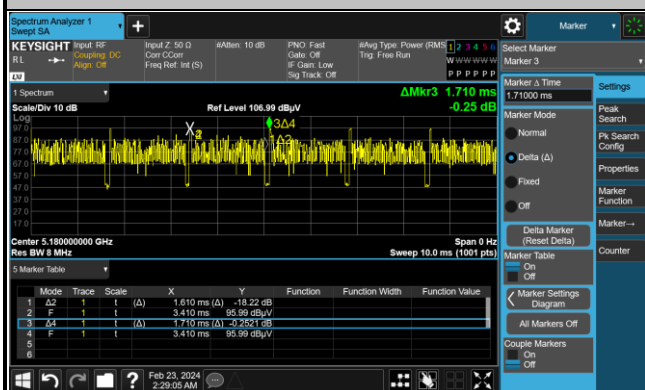 Spectrum Analyzer 1
Swept SA
Marker
KEYSIGHT
RL
Input: RF
Coupling: DC
Align: Off
Input Z: 50 Ω
Corr CCorr
Freq Ref: Int (S)
#Atten: 10 dB
PNO: Fast
Gate: Off
IF Gain: Low
Sig Track: Off
#Avg Type: Power (RMS
Trig: Free Run
1 2 3 4 5 6
W W W W W W
P P P P P P
Select Marker
Marker 3
1 Spectrum
ΔMkr3 1.710 ms
-0.25 dB
Scale/Div 10 dB
Ref Level 106.99 dBµV
Log
97.0
87.0
77.0
67.0
57.0
47.0
37.0
27.0
17.0
3Δ4
1Δ2
Center 5.180000000 GHz
Res BW 8 MHz
Span 0 Hz
Sweep 10.0 ms (1001 pts)
5 Marker Table
Mode Trace Scale X Y Function Function Width Function Value
1 Δ2 1 t (Δ) 1.610 ms (Δ) -18.22 dB
2 F 1 t 3.410 ms 95.99 dBµV
3 Δ4 1 t (Δ) 1.710 ms (Δ) -0.2521 dB
4 F 1 t 3.410 ms 95.99 dBµV
5
6
Marker Δ Time
1.71000 ms
Marker Mode
Normal
Delta (Δ)
Fixed
Off
Delta Marker
(Reset Delta)
Marker Table
On
Off
Marker Settings
Diagram
All Markers Off
Couple Markers
On
Off
Settings
Peak
Search
Pk Search
Config
Properties
Marker
Function
Marker→
Counter
Feb 23, 2024
2:29:05 AM